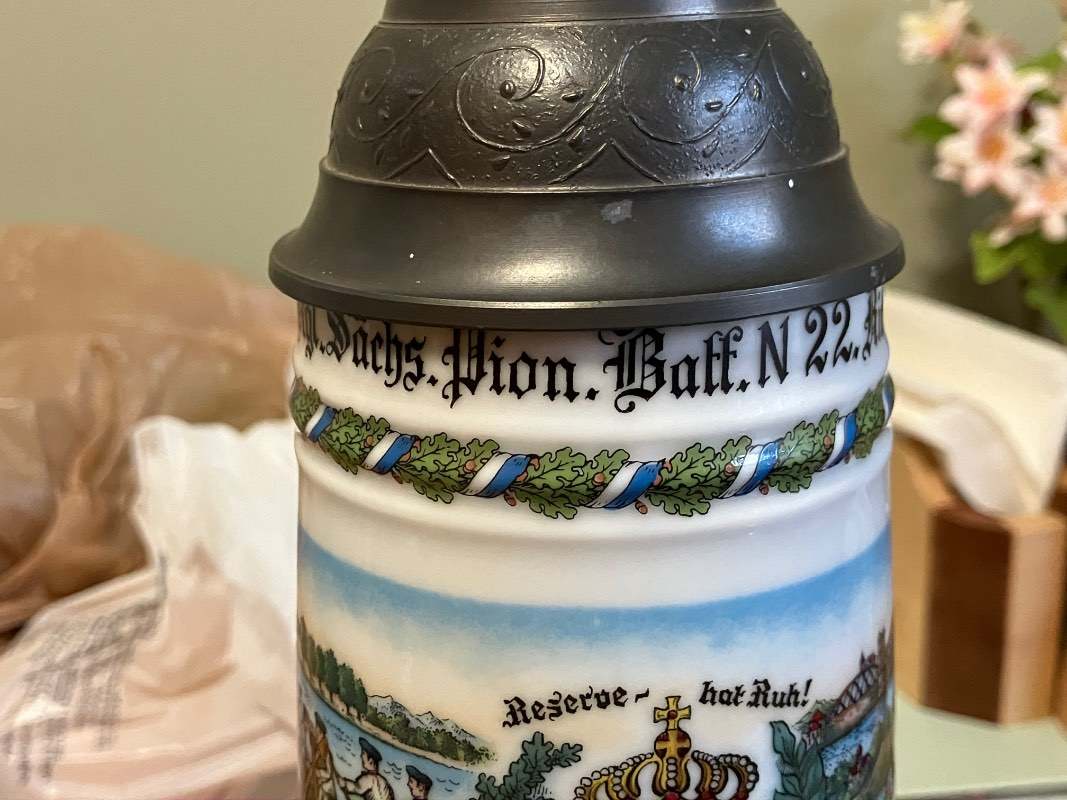 Sächs. Pion. Batt. N 22.
Reserve ~ hat Ruh!